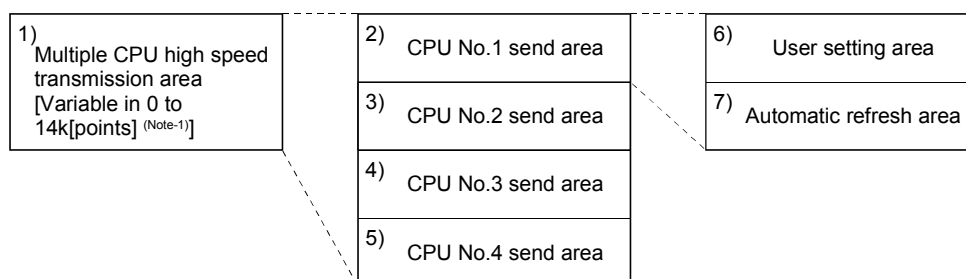 1)
Multiple CPU high speed
transmission area
[Variable in 0 to
14k[points] (Note-1)]
2) CPU No.1 send area
3) CPU No.2 send area
4) CPU No.3 send area
5) CPU No.4 send area
6) User setting area
7) Automatic refresh area